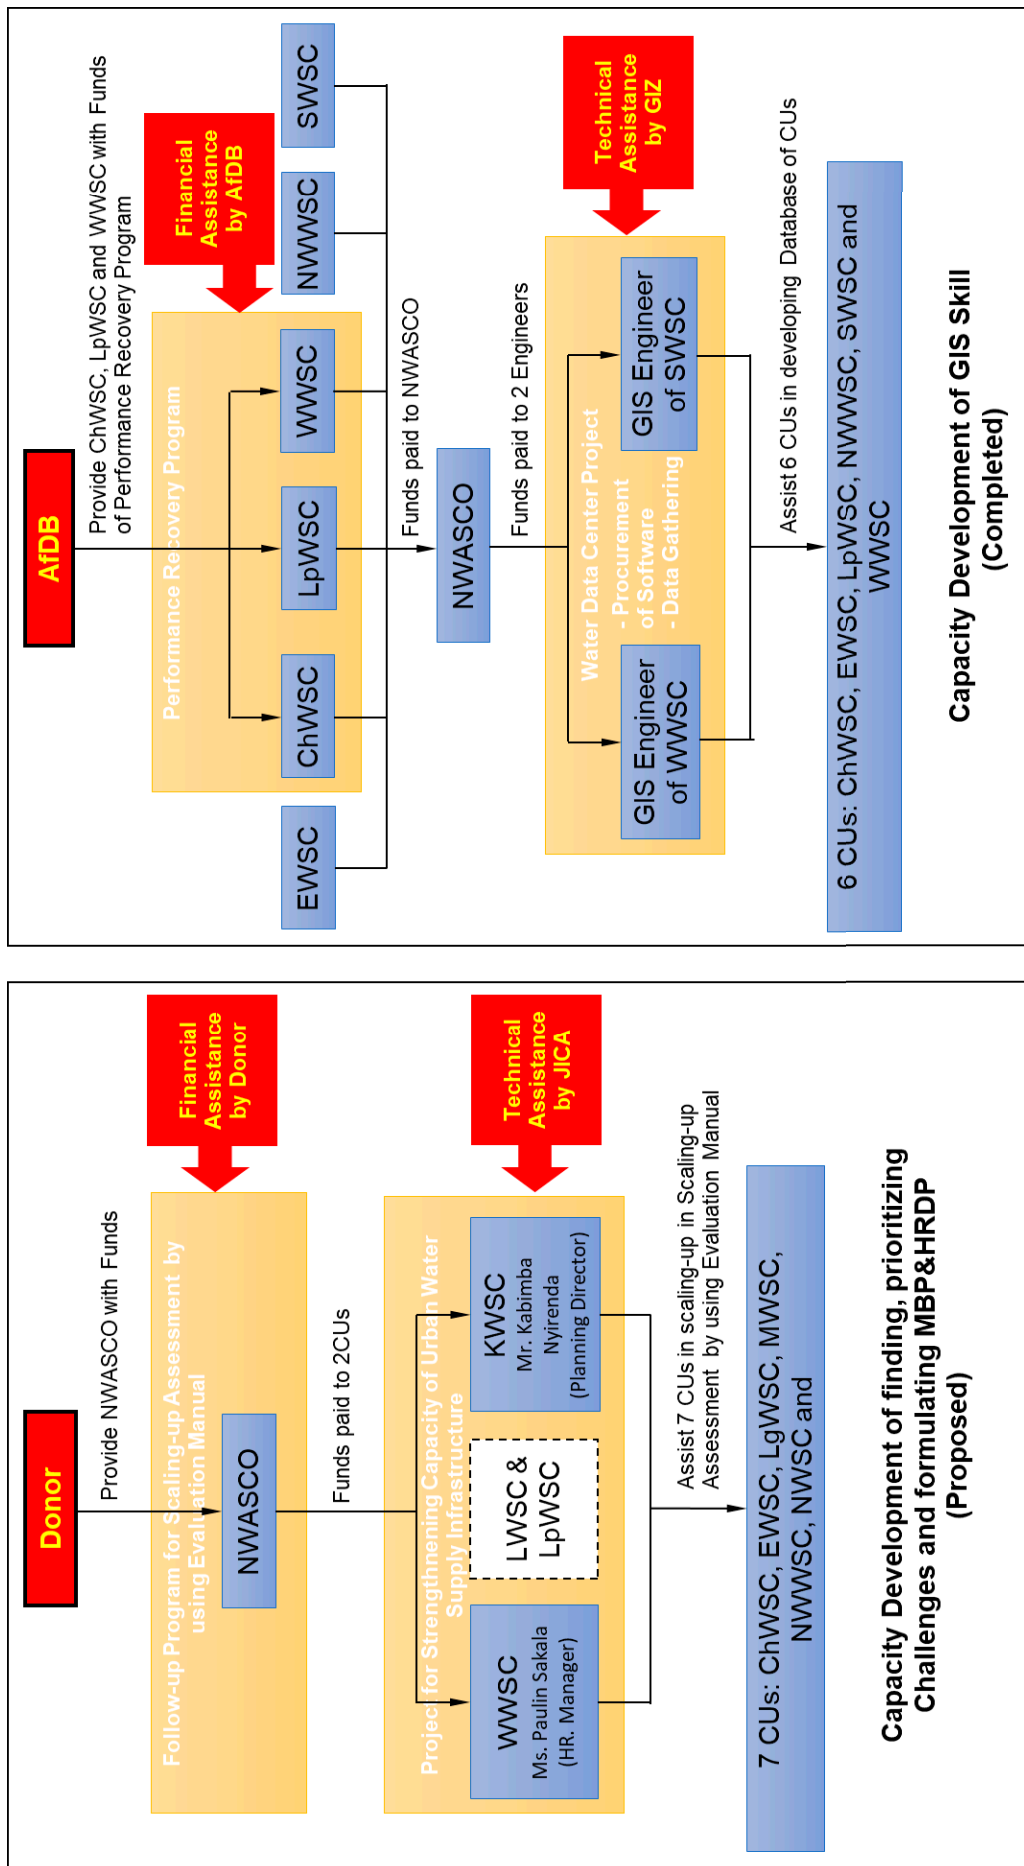 Donor
Provide NWASCO with Funds
Financial
Assistance
by Donor
Follow-up Program for Scaling-up Assessment by
using Evaluation Manual
NWASCO
Funds paid to 2CUs
Technical
Assistance
by JICA
Project for Strengthnening Capacity of Urban Water
Supply Infrastructure
WWSC
Ms. Paulin Sakala
(HR. Manager)
LWSC &
LpWSC
KWSC
Mr. Kabimba
Nyirenda
(Planning Director)
Assist 7 CUs in scaling-up in Scaling-up
Assessment by using Evaluation Manual
7 CUs: ChWSC, EWSC, LgWSC, MWSC,
NWWSC, NWSC and
Capacity Development of finding, prioritizing
Challenges and formulating MBP&HRDP
(Proposed)
AfDB
Provide ChWSC, LpWSC and WWSC with Funds
of Performance Recovery Program
Financial
Assistance
by AfDB
Performance Recovery Program
EWSC
ChWSC
LpWSC
WWSC
NWWSC
SWSC
Funds paid to NWASCO
NWASCO
Funds paid to 2 Engineers
Technical
Assistance
by GIZ
Water Data Center Project
- Procurement
of Software
- Data Gathering
GIS Engineer
of WWSC
GIS Engineer
of SWSC
Assist 6 CUs in developing Database of CUs
6 CUs: ChWSC, EWSC, LpWSC, NWWSC, SWSC and
WWSC
Capacity Development of GIS Skill
(Completed)